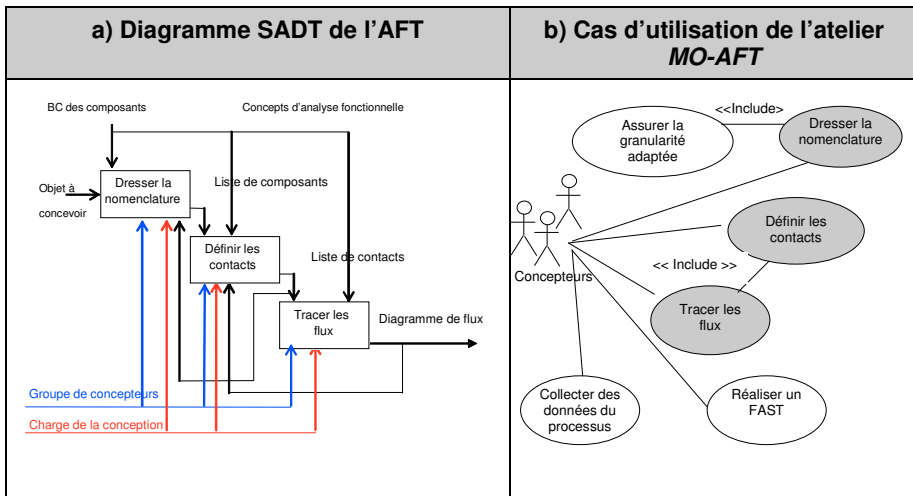 a) Diagramme SADT de l'AFT
b) Cas d'utilisation de l'atelier
MO-AFT
BC des composants
Concepts d'analyse fonctionnelle
Objet à
concevoir
Dresser la
nomenclature
Liste de composants
Définir les
contacts
Liste de contacts
Tracer les
flux
Diagramme de flux
Groupe de concepteurs
Charge de la conception
<<Include>
Assurer la
granularité
adaptée
Dresser la
nomenclature
Définir les
contacts
Concepteurs
<< Include >>
Tracer les
flux
Collecter des
données du
processus
Réaliser un
FAST